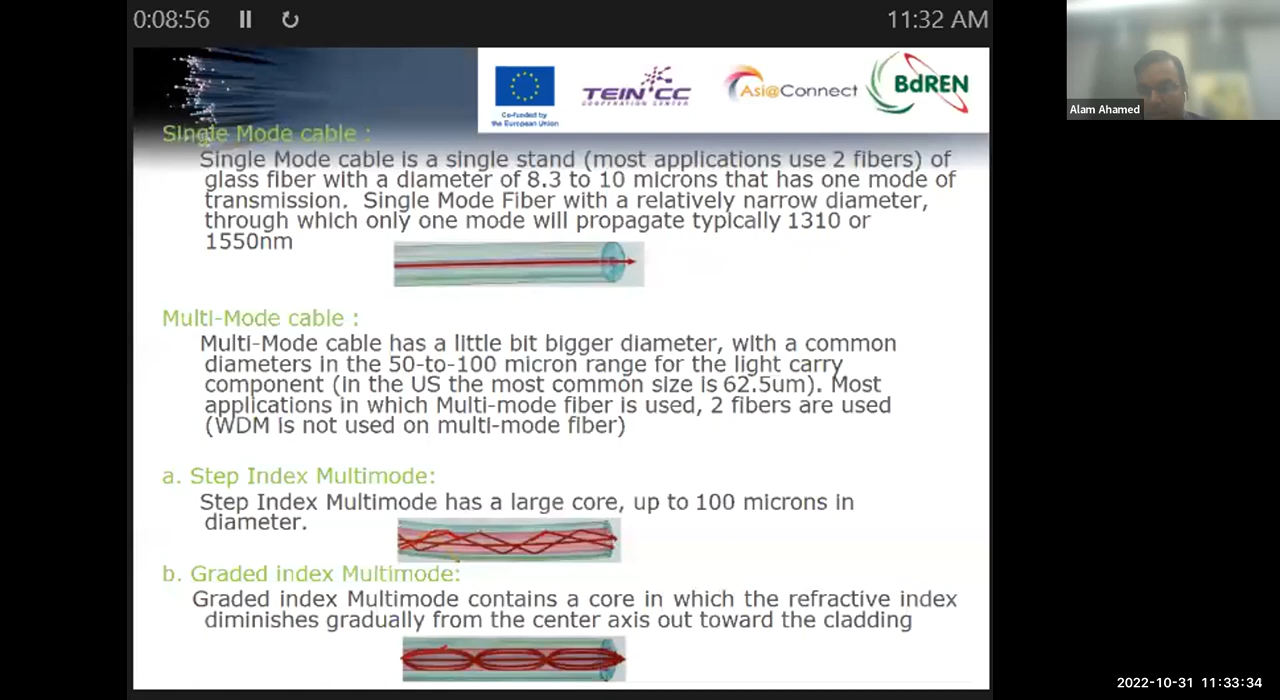 0:08:56
11:32 AM
Alam Ahamed
Co-funded by
the European Union
TEIN*CC
COOPERATION CENTER
Asi@Connect
BdREN
Single Mode cable :
Single Mode cable is a single stand (most applications use 2 fibers) of
glass fiber with a diameter of 8.3 to 10 microns that has one mode of
transmission. Single Mode Fiber with a relatively narrow diameter,
through which only one mode will propagate typically 1310 or
1550nm
Multi-Mode cable :
Multi-Mode cable has a little bit bigger diameter, with a common
diameters in the 50-to-100 micron range for the light carry
component (in the US the most common size is 62.5um). Most
applications in which Multi-mode fiber is used, 2 fibers are used
(WDM is not used on multi-mode fiber)
a. Step Index Multimode:
Step Index Multimode has a large core, up to 100 microns in
diameter.
b. Graded index Multimode:
Graded index Multimode contains a core in which the refractive index
diminishes gradually from the center axis out toward the cladding
2022-10-31 11:33:34